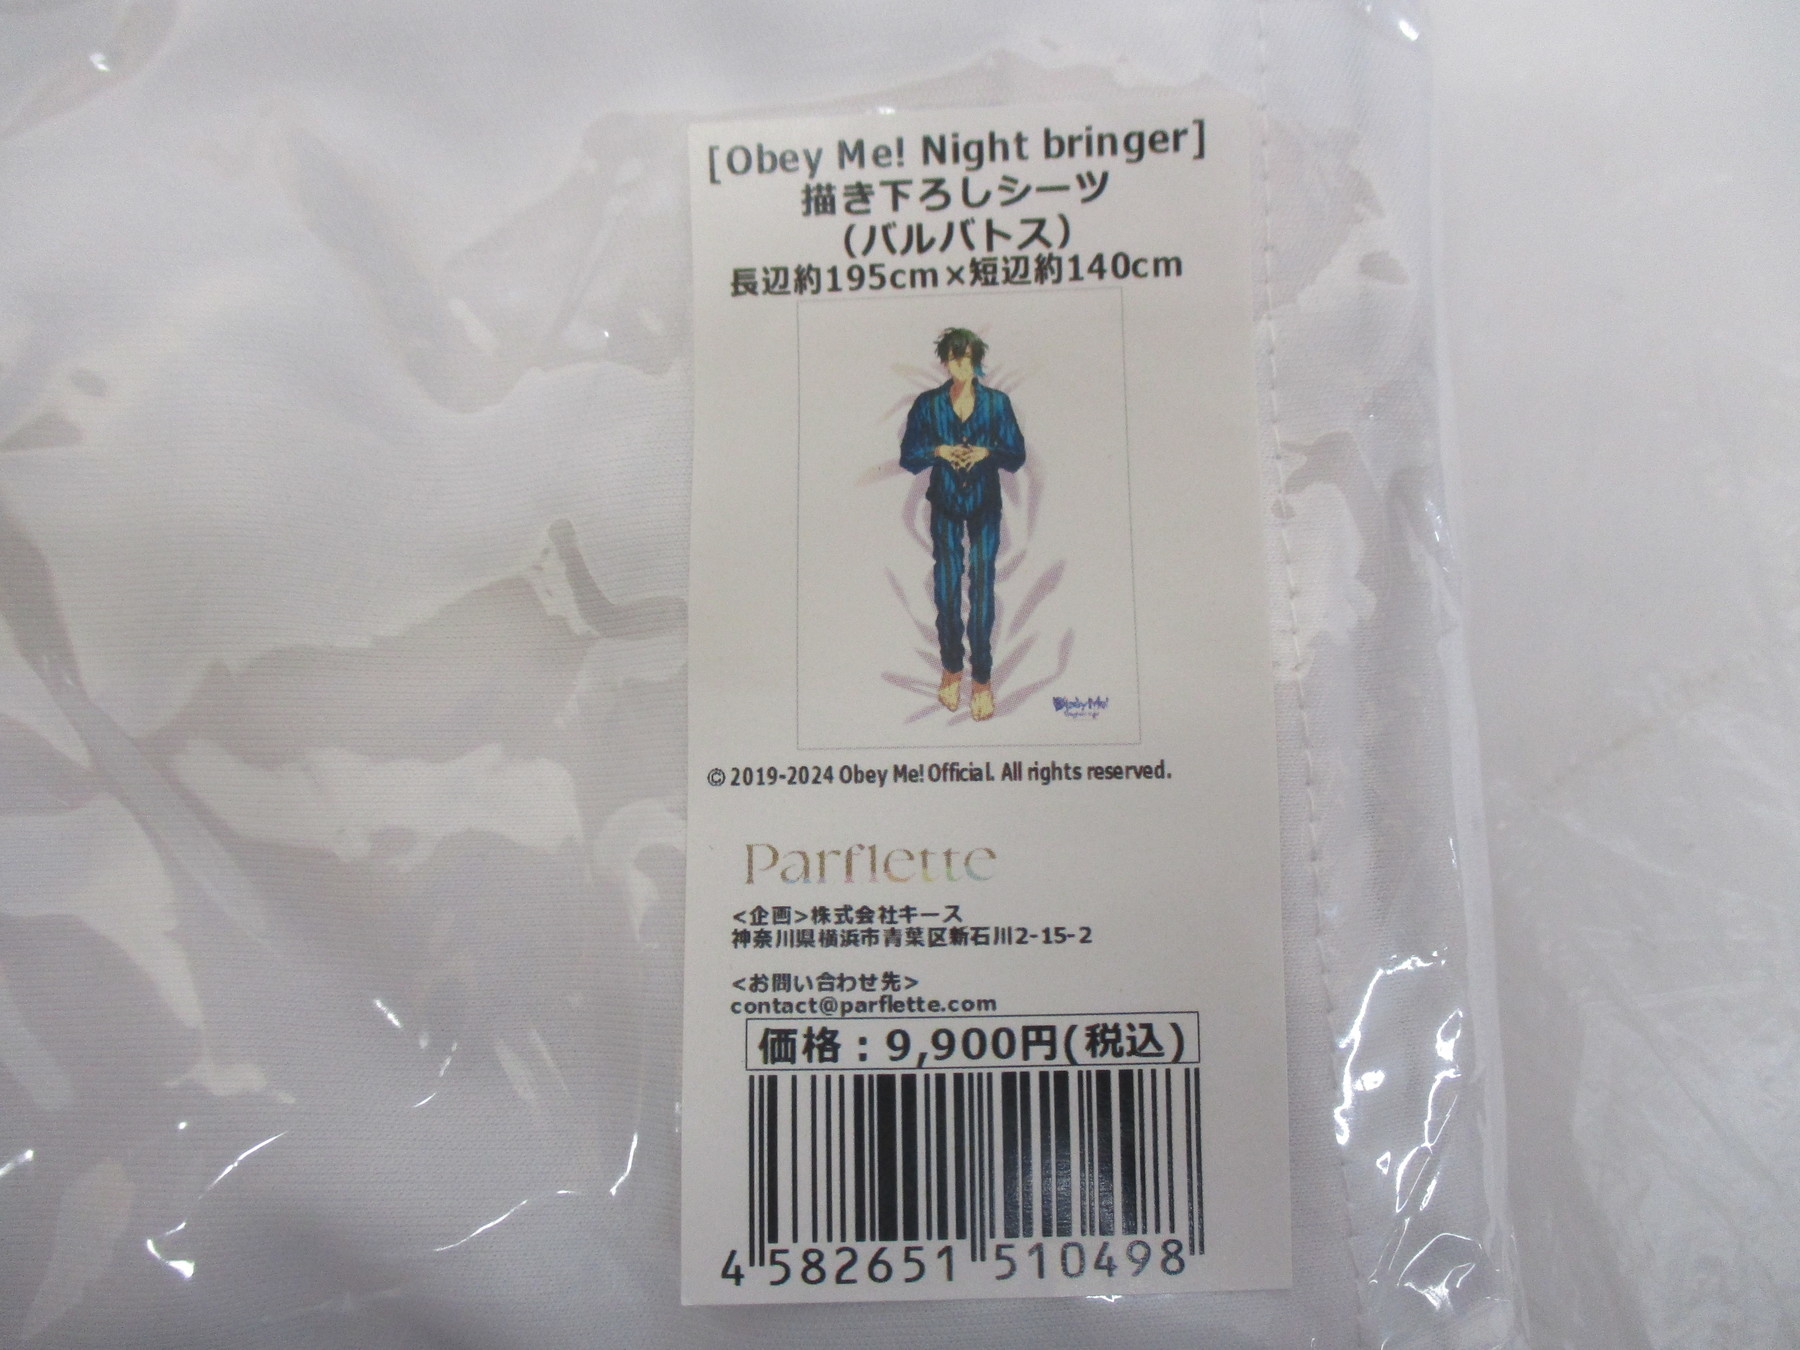 [Obey Me! Night bringer]
描き下ろしシーツ
(バルバトス)
長辺約195cm×短辺約140cm
Obey Me!
© 2019-2024 Obey Me! Official. All rights reserved.
Parflette
<企画>株式会社キース
神奈川県横浜市青葉区新石川2-15-2
<お問い合わせ先>
contact@parflette.com
価格：9,900円(税込)
4 582651 510498